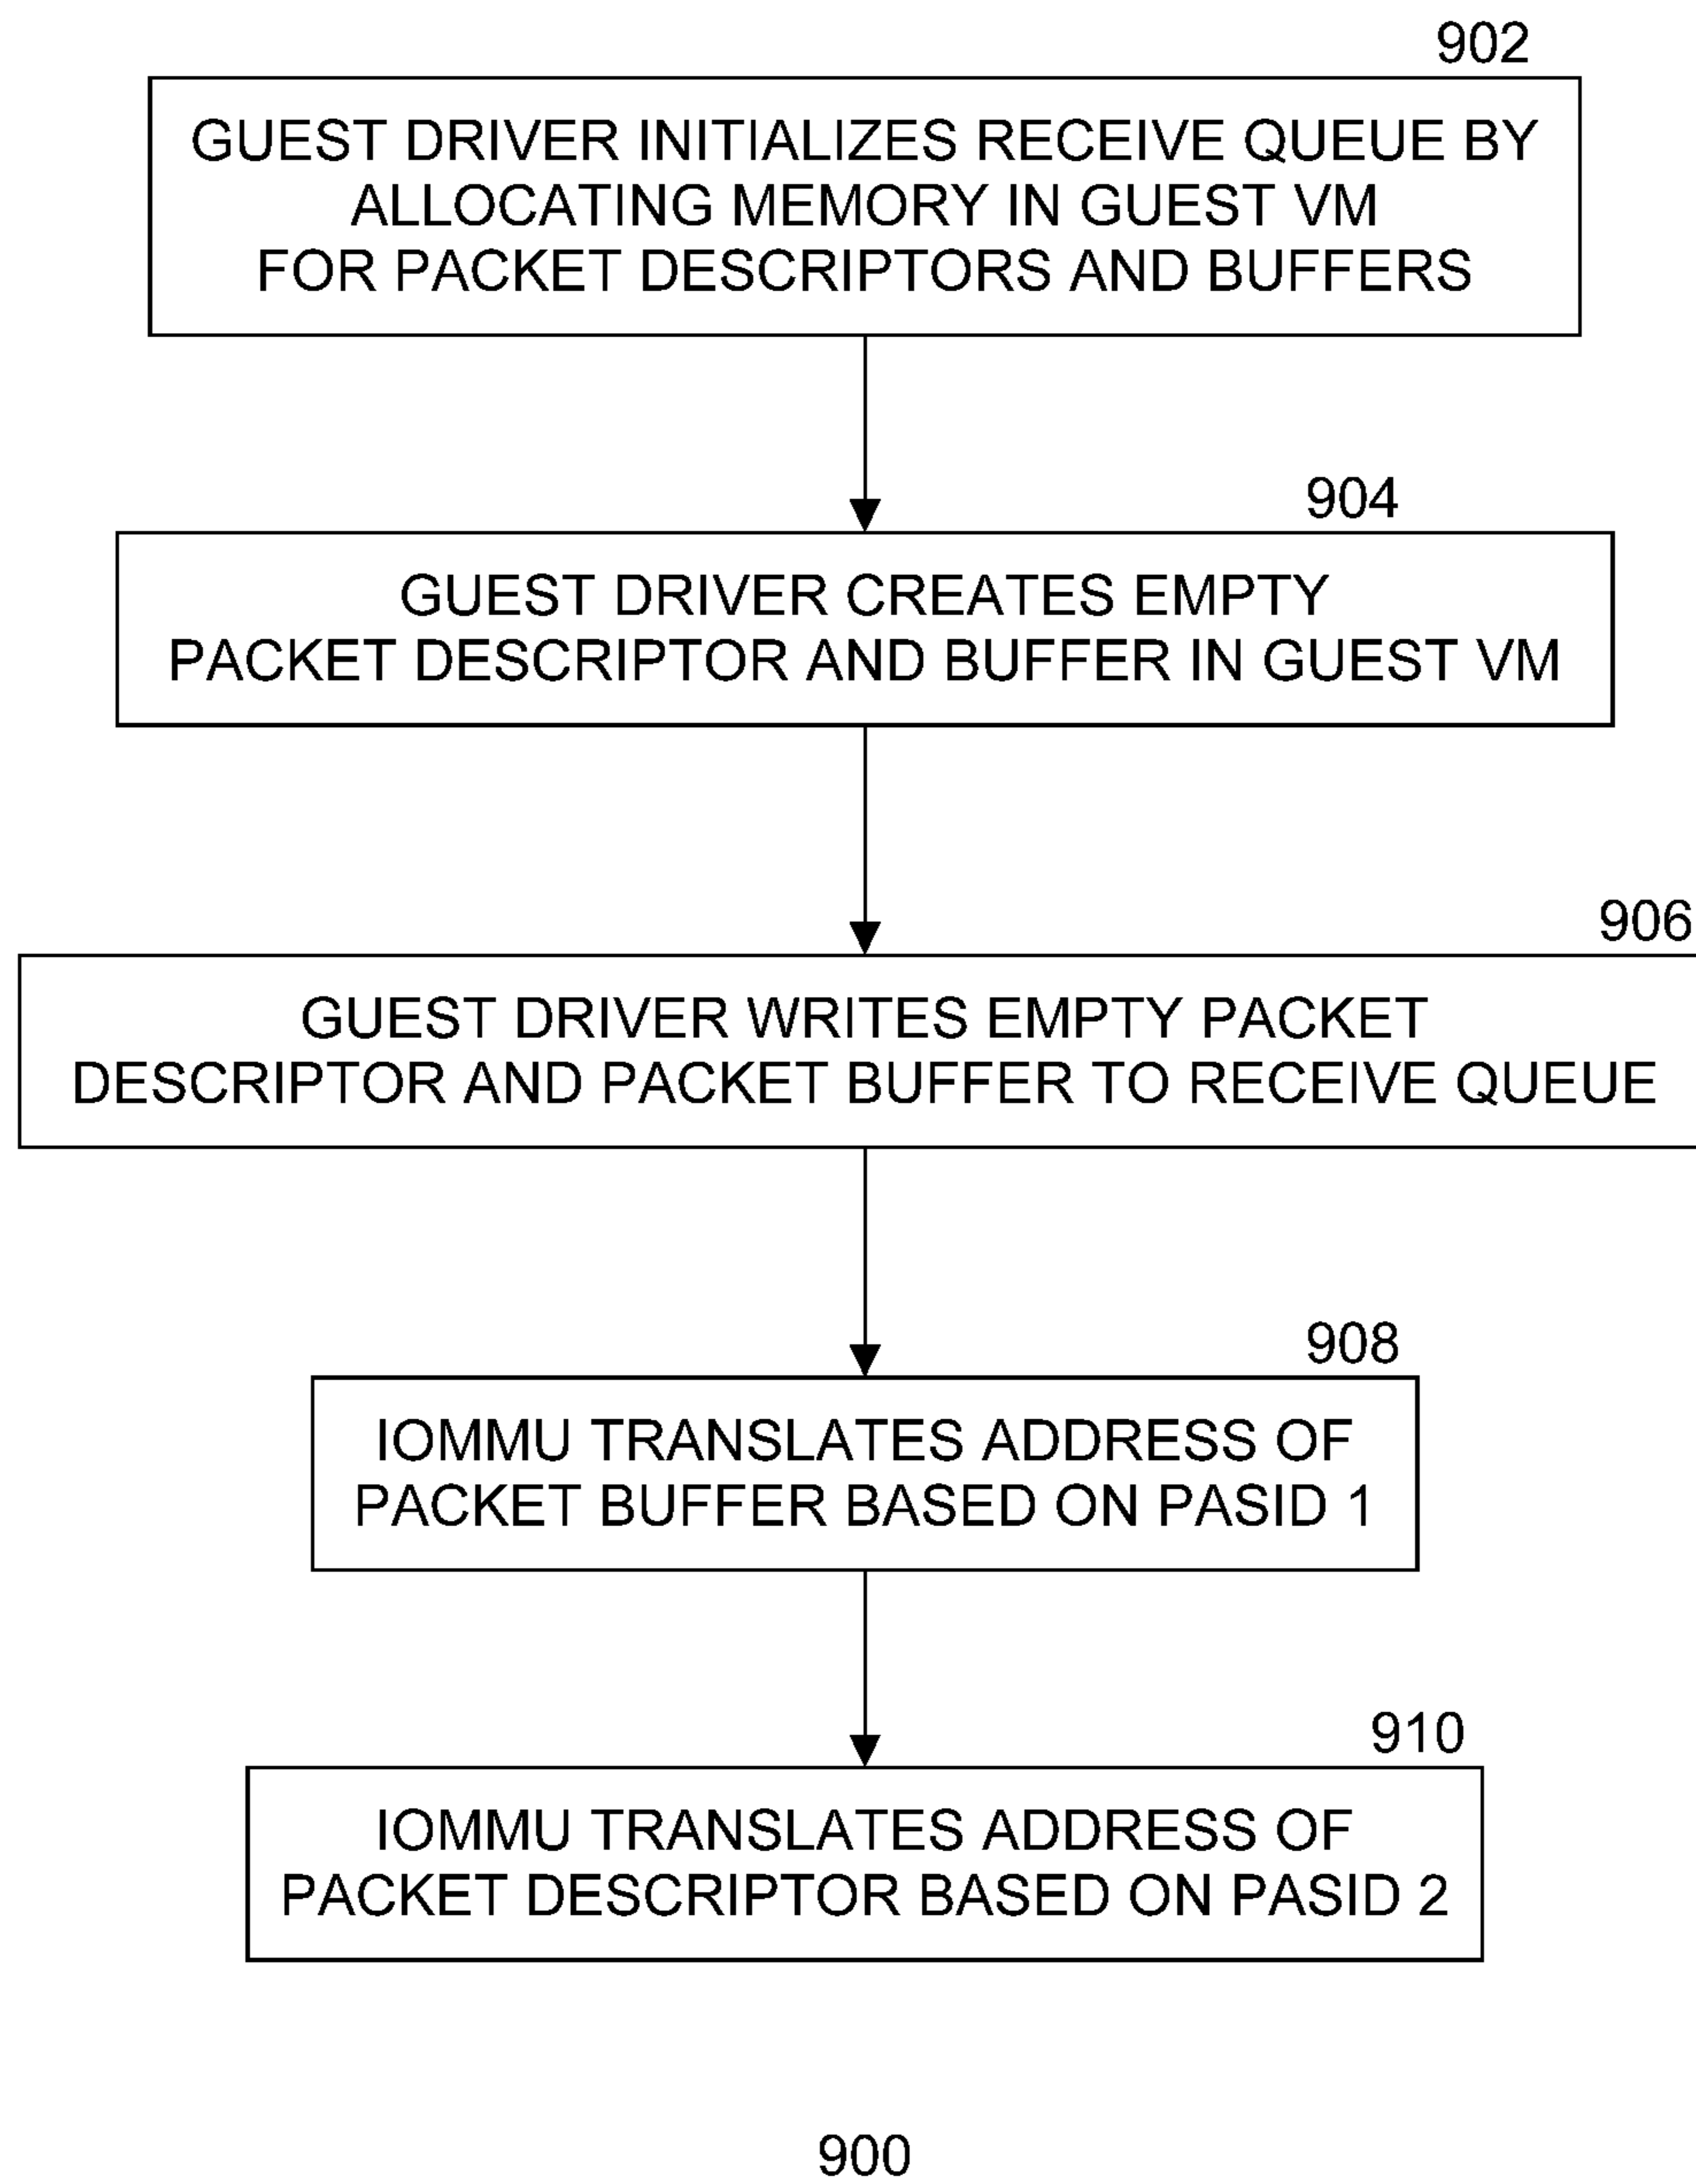 902
GUEST DRIVER INITIALIZES RECEIVE QUEUE BY
ALLOCATING MEMORY IN GUEST VM
FOR PACKET DESCRIPTORS AND BUFFERS
904
GUEST DRIVER CREATES EMPTY
PACKET DESCRIPTOR AND BUFFER IN GUEST VM
906
GUEST DRIVER WRITES EMPTY PACKET
DESCRIPTOR AND PACKET BUFFER TO RECEIVE QUEUE
908
IOMMU TRANSLATES ADDRESS OF
PACKET BUFFER BASED ON PASID 1
910
IOMMU TRANSLATES ADDRESS OF
PACKET DESCRIPTOR BASED ON PASID 2
900